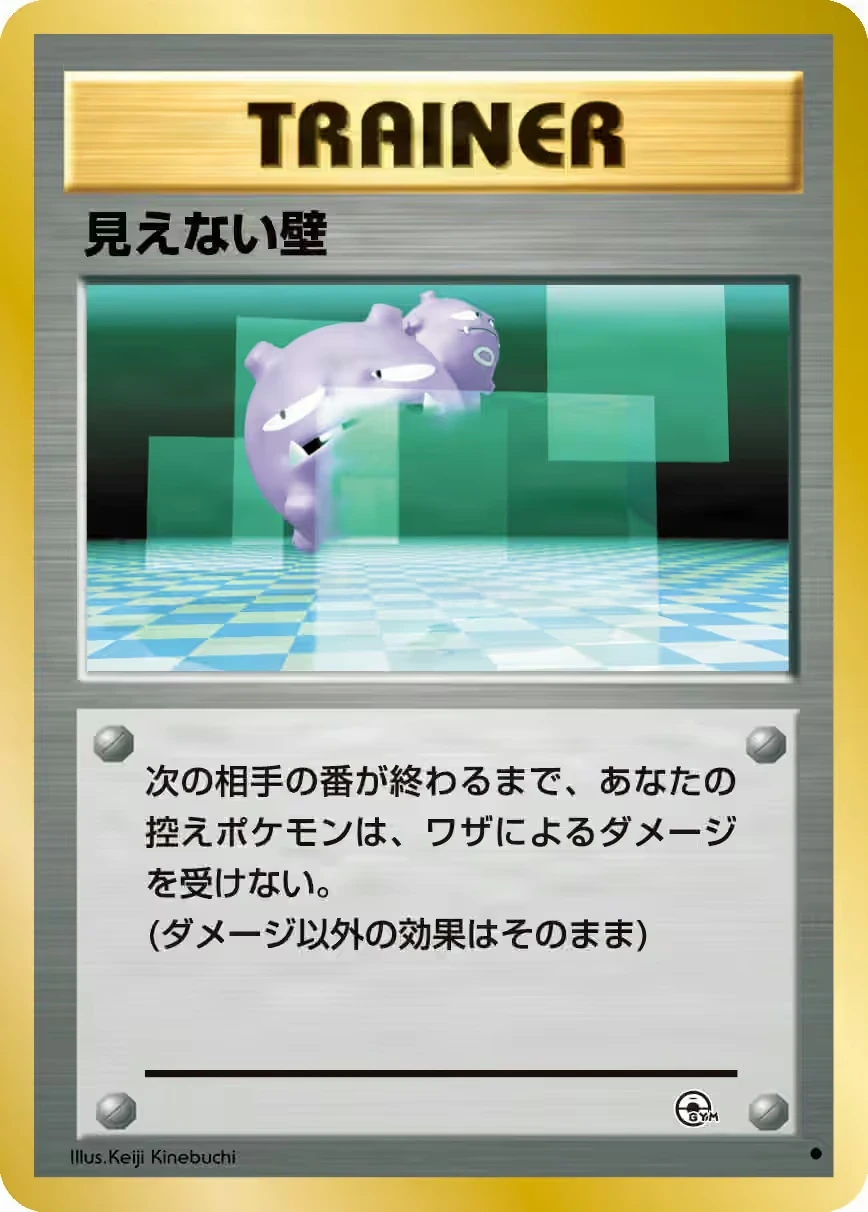 TRAINER
見えない壁
次の相手の番が終わるまで、あなたの
控えポケモンは、ワザによるダメージ
を受けない。
(ダメージ以外の効果はそのまま)
GYM
Illus.Keiji Kinebuchi